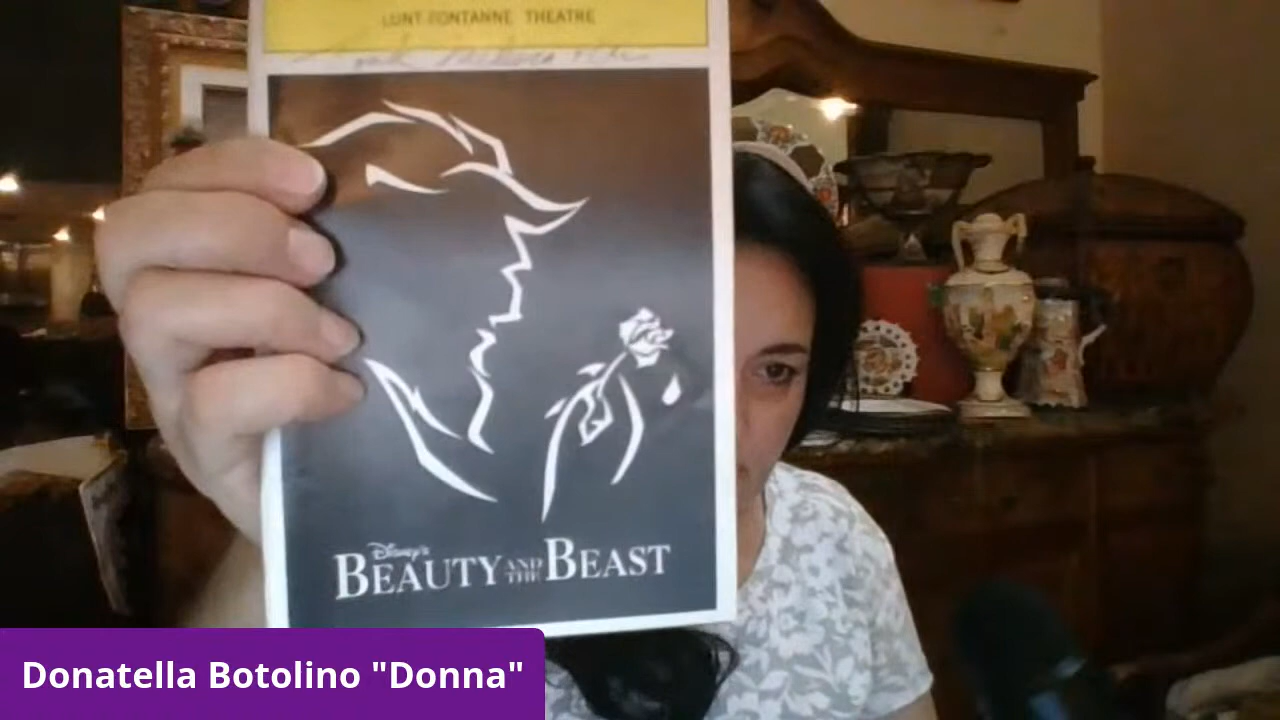 LUNT-FONTANNE THEATRE
Disney's
BEAUTY AND THE BEAST
Donatella Botolino "Donna"